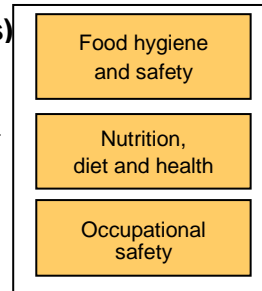 s)
Food hygiene
and safety
Nutrition,
diet and health
Occupational
safety